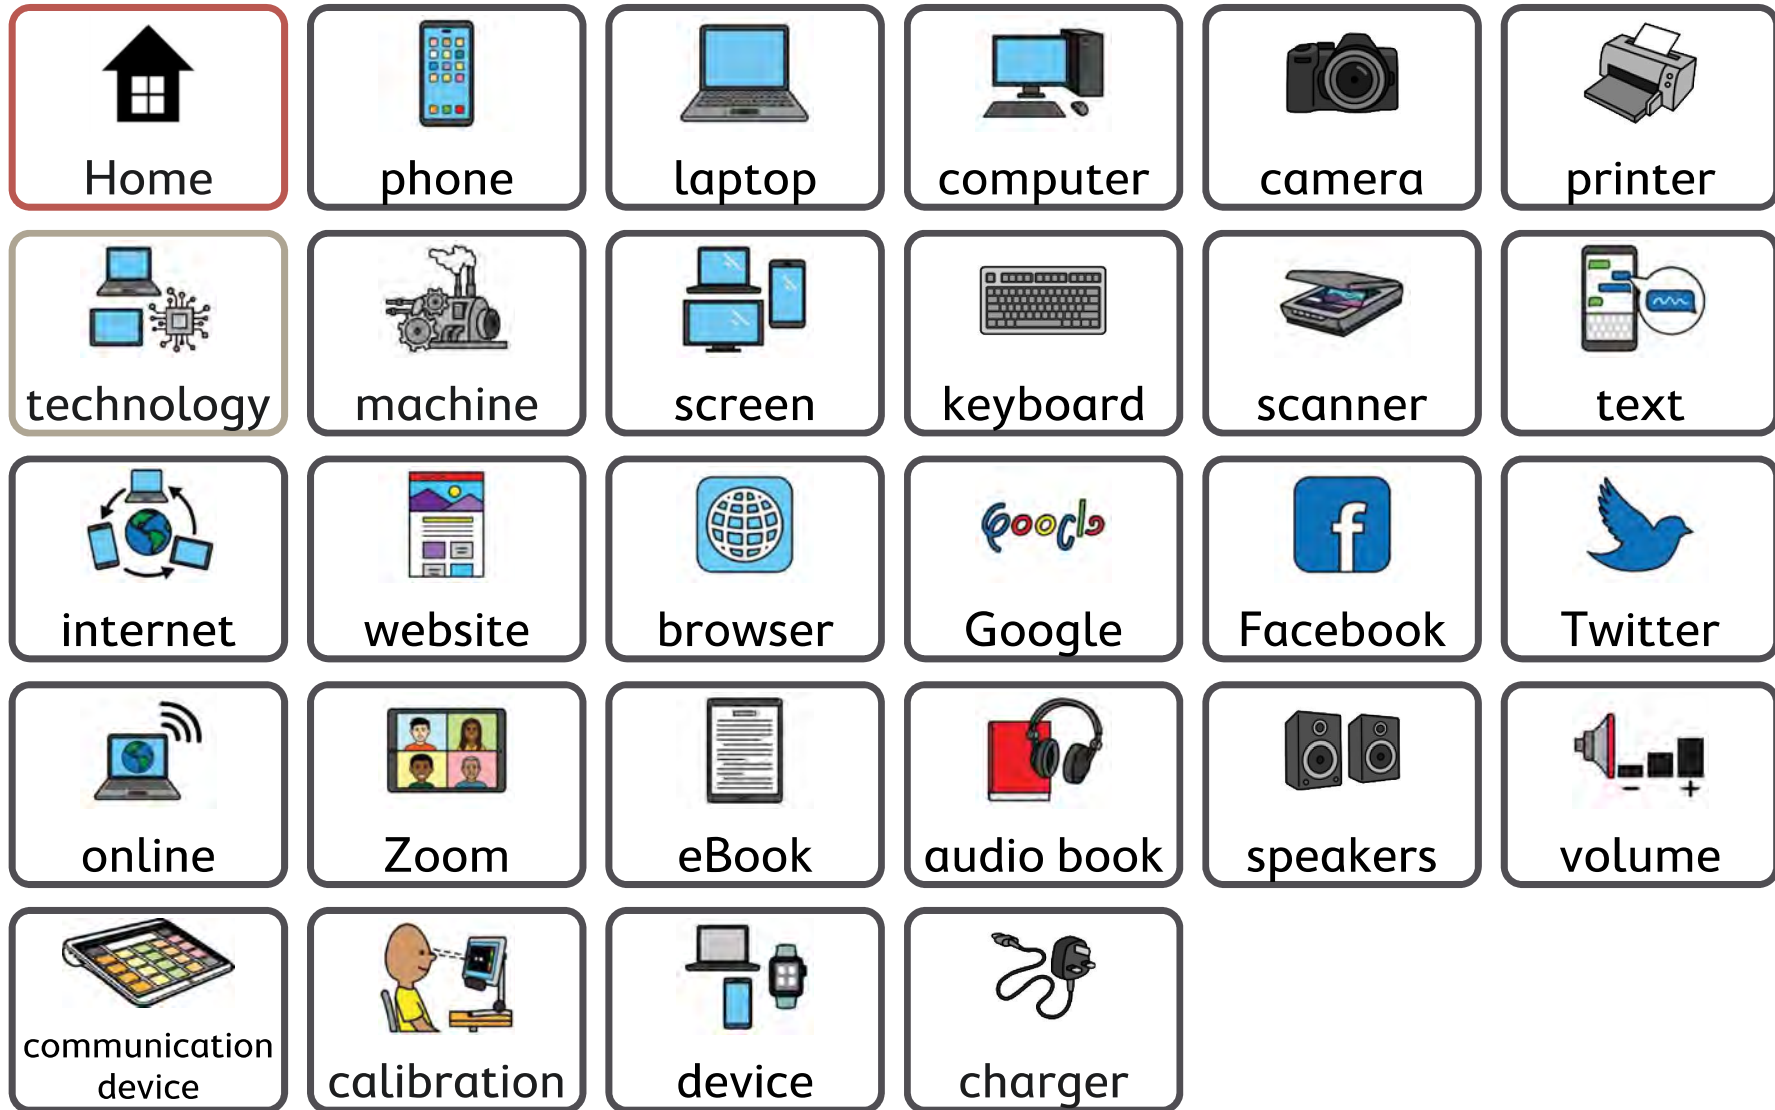 Home
phone
laptop
computer
camera
printer
technology
machine
screen
keyboard
scanner
text
internet
website
browser
Google
Facebook
Twitter
online
Zoom
eBook
audio book
speakers
volume
communication
device
calibration
device
charger